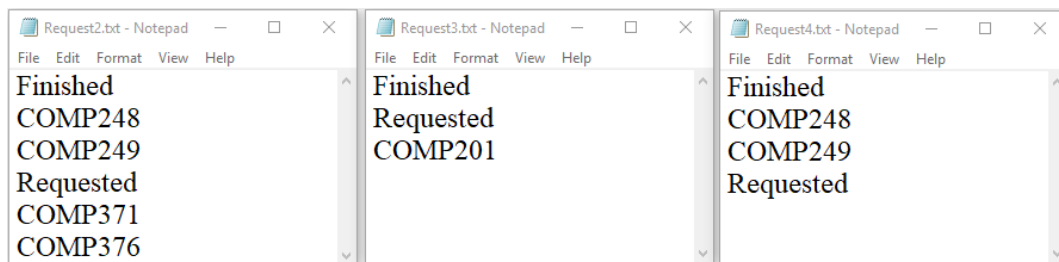 Request2.txt - Notepad
File Edit Format View Help
Finished
COMP248
COMP249
Requested
COMP371
COMP376
Request3.txt - Notepad
File Edit Format View Help
Finished
Requested
COMP201
Request4.txt - Notepad
File Edit Format View Help
Finished
COMP248
COMP249
Requested